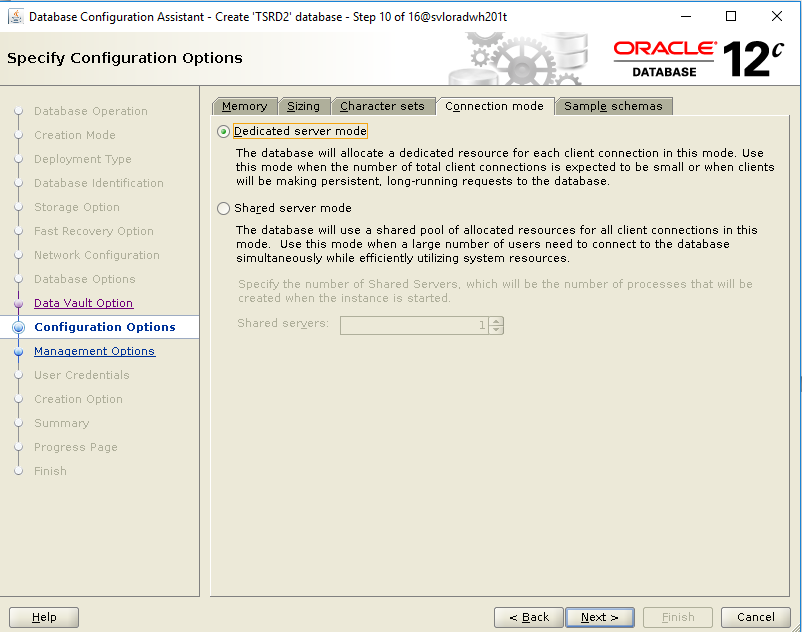 Database Configuration Assistant - Create 'TSRD2' database - Step 10 of 16@svloradwh201t
Specify Configuration Options
ORACLE
DATABASE
12c
Database Operation
Creation Mode
Deployment Type
Database Identification
Storage Option
Fast Recovery Option
Network Configuration
Database Options
Data Vault Option
Configuration Options
Management Options
User Credentials
Creation Option
Summary
Progress Page
Finish
Memory Sizing Character sets Connection mode Sample schemas
Dedicated server mode
The database will allocate a dedicated resource for each client connection in this mode. Use
this mode when the number of total client connections is expected to be small or when clients
will be making persistent, long-running requests to the database.
Shared server mode
The database will use a shared pool of allocated resources for all client connections in this
mode. Use this mode when a large number of users need to connect to the database
simultaneously while efficiently utilizing system resources.
Specify the number of Shared Servers, which will be the number of processes that will be
created when the instance is started.
Shared servers: 1
Help < Back Next > Finish Cancel